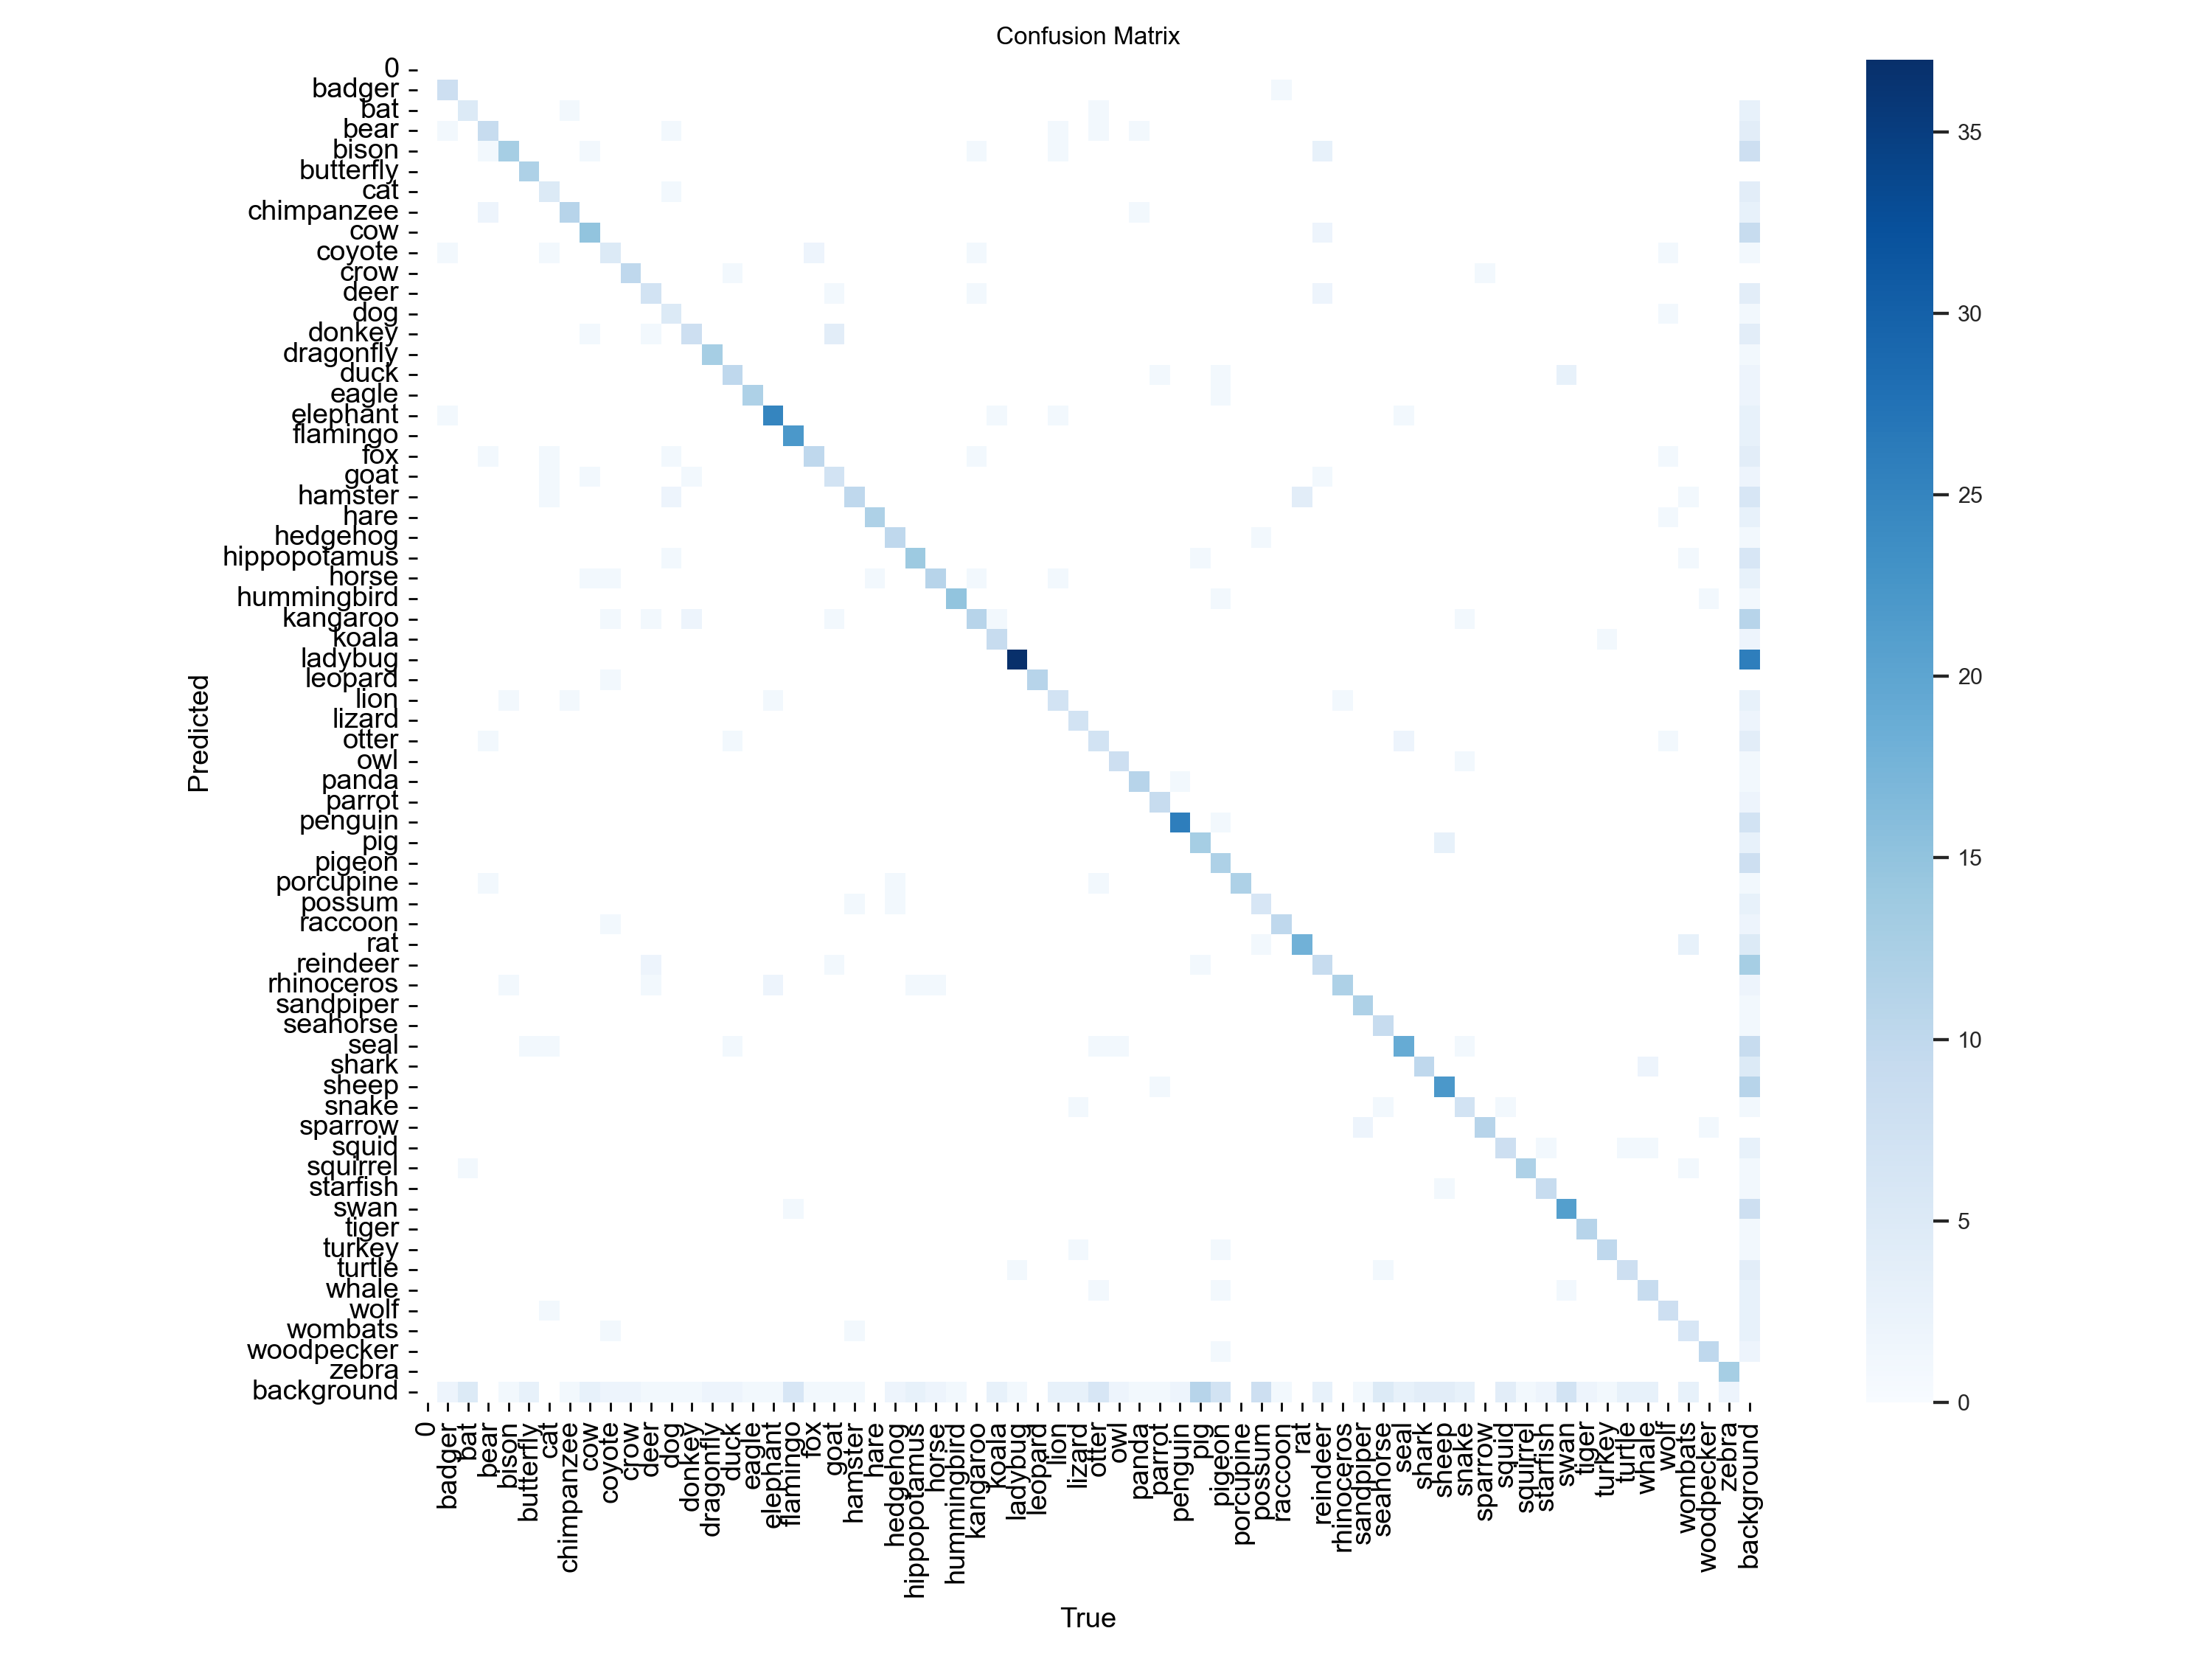 Confusion Matrix
Predicted
0
badger
bat
bear
bison
butterfly
cat
chimpanzee
cow
coyote
crow
deer
dog
donkey
dragonfly
duck
eagle
elephant
flamingo
fox
goat
hamster
hare
hedgehog
hippopotamus
horse
hummingbird
kangaroo
koala
ladybug
leopard
lion
lizard
otter
owl
panda
parrot
penguin
pig
pigeon
porcupine
possum
raccoon
rat
reindeer
rhinoceros
sandpiper
seahorse
seal
shark
sheep
snake
sparrow
squid
squirrel
starfish
swan
tiger
turkey
turtle
whale
wolf
wombats
woodpecker
zebra
background
0
badger
bat
bear
bison
butterfly
cat
chimpanzee
cow
coyote
crow
deer
dog
donkey
dragonfly
duck
eagle
elephant
flamingo
fox
goat
hamster
hare
hedgehog
hippopotamus
horse
hummingbird
kangaroo
koala
ladybug
leopard
lion
lizard
otter
owl
panda
parrot
penguin
pig
pigeon
porcupine
possum
raccoon
rat
reindeer
rhinoceros
sandpiper
seahorse
seal
shark
sheep
snake
sparrow
squid
squirrel
starfish
swan
tiger
turkey
turtle
whale
wolf
wombats
woodpecker
zebra
background
True
35
30
25
20
15
10
5
0